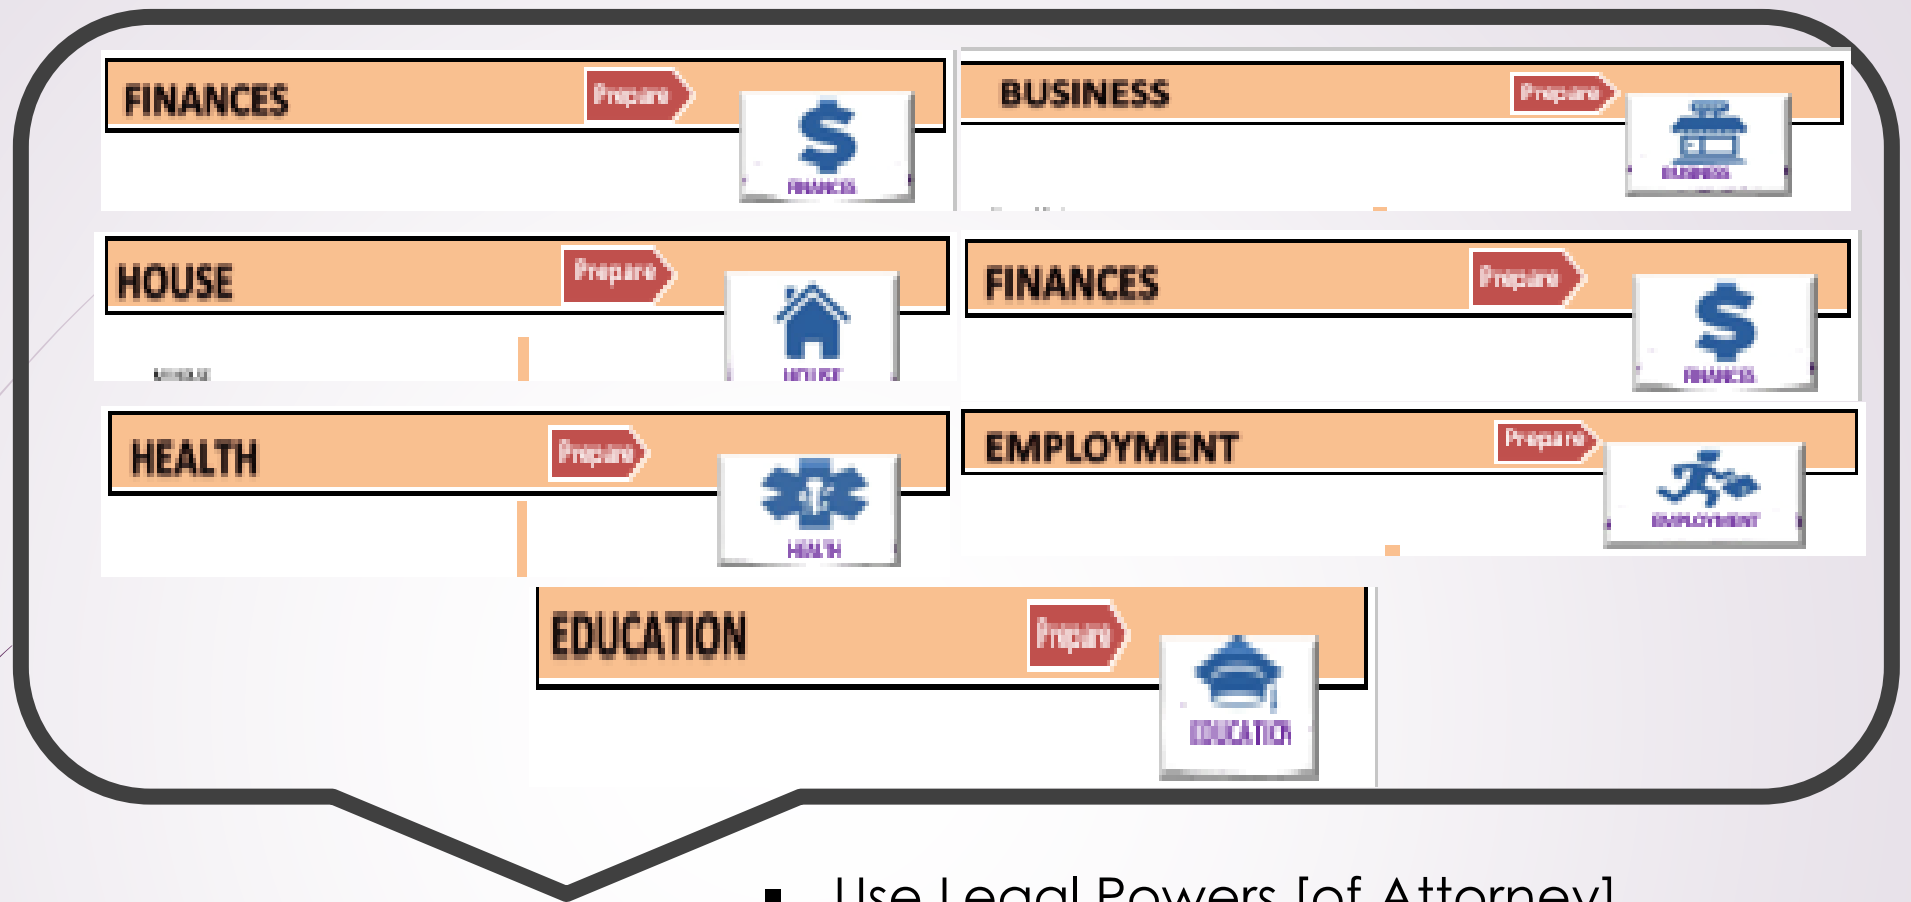 FINANCES
Prepare
FINANCES
BUSINESS
Prepare
BUSINESS
HOUSE
Prepare
HOUSE
FINANCES
Prepare
FINANCES
HEALTH
Prepare
HEALTH
EMPLOYMENT
Prepare
EMPLOYMENT
EDUCATION
Prepare
EDUCATION
▪ Use Legal Powers [of Attorney]